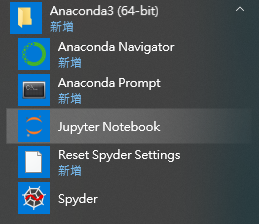 Anaconda3 (64-bit)
新增
Anaconda Navigator
新增
Anaconda Prompt
新增
Jupyter Notebook
Reset Spyder Settings
新增
Spyder